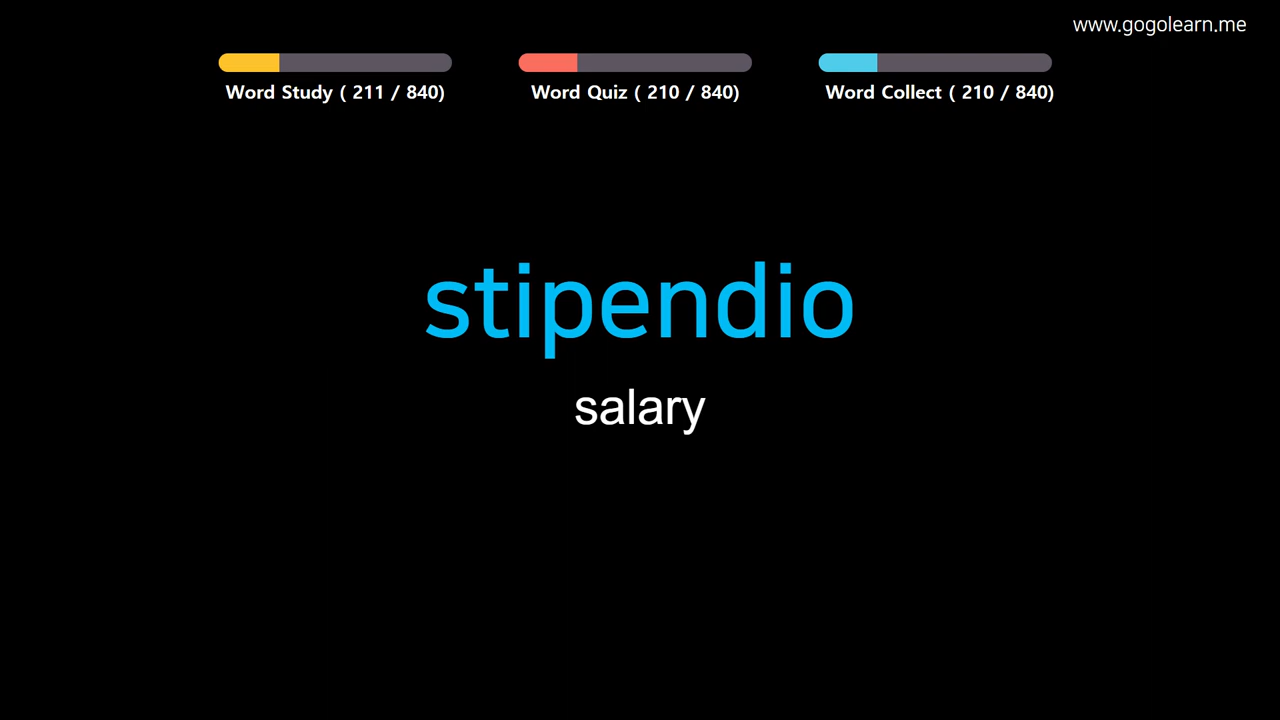 www.gogolearn.me
Word Study ( 211 / 840)
Word Quiz ( 210 / 840)
Word Collect ( 210 / 840)
stipendio
salary